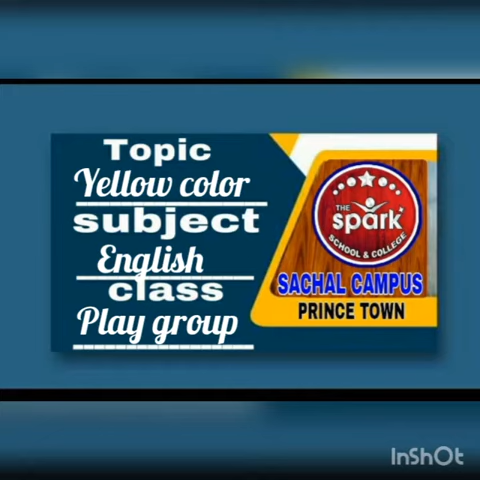 Topic
Yellow color
subject
English
class
Play group
THE
spark
SCHOOL & COLLEGE
SACHAL CAMPUS
PRINCE TOWN
InShOt